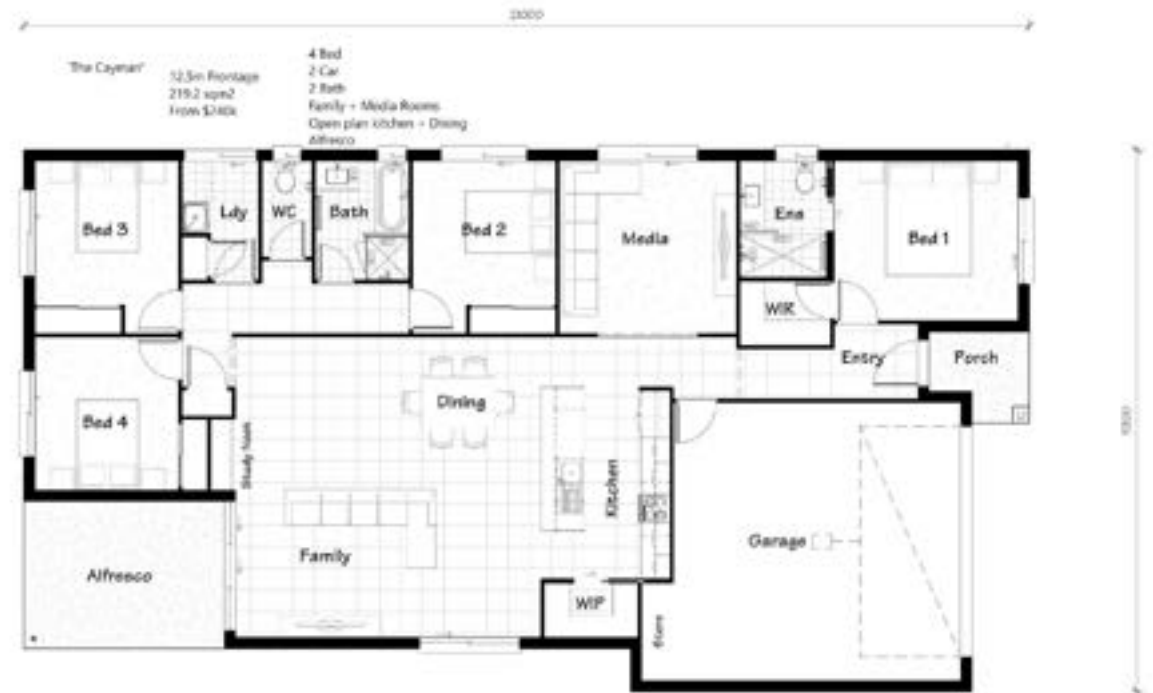 "The Cayman"
12.5m Frontage
219.2 sqm2
From $240k
4 Bed
2 Car
2 Bath
Family + Media Rooms
Open plan kitchen + Dining
Alfresco
Bed 3
Ldy
WC
Bath
Bed 2
Media
Ens
Bed 1
WIR
Entry
Porch
Bed 4
Dining
Study Nook
Kitchen
Family
Garage
Alfresco
WIP
Store